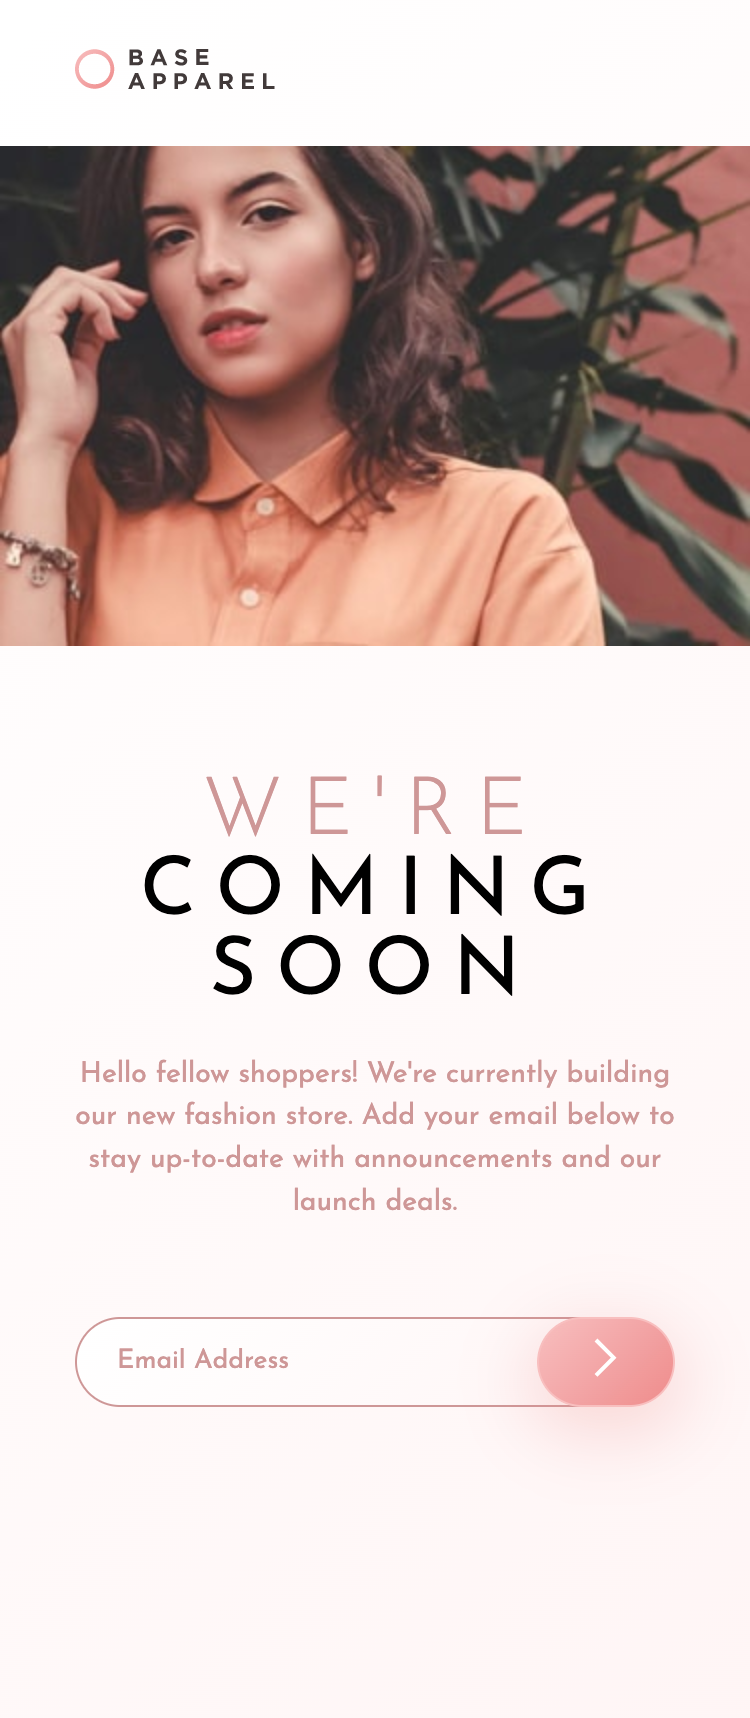 BASE
APPAREL
WE'RE
COMING
SOON
Hello fellow shoppers! We're currently building
our new fashion store. Add your email below to
stay up-to-date with announcements and our
launch deals.
Email Address